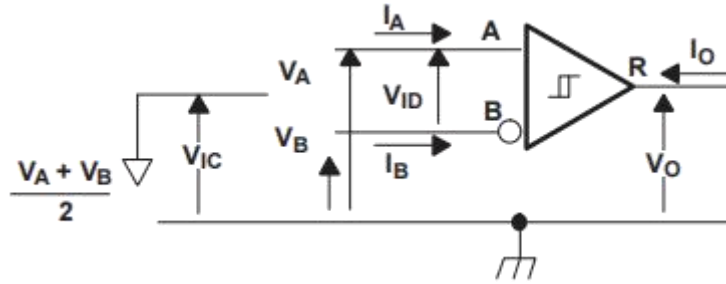 I_A
A
V_A
V_ID
R
I_O
V_B
B
V_IC
I_B
V_O
V_A + V_B
2